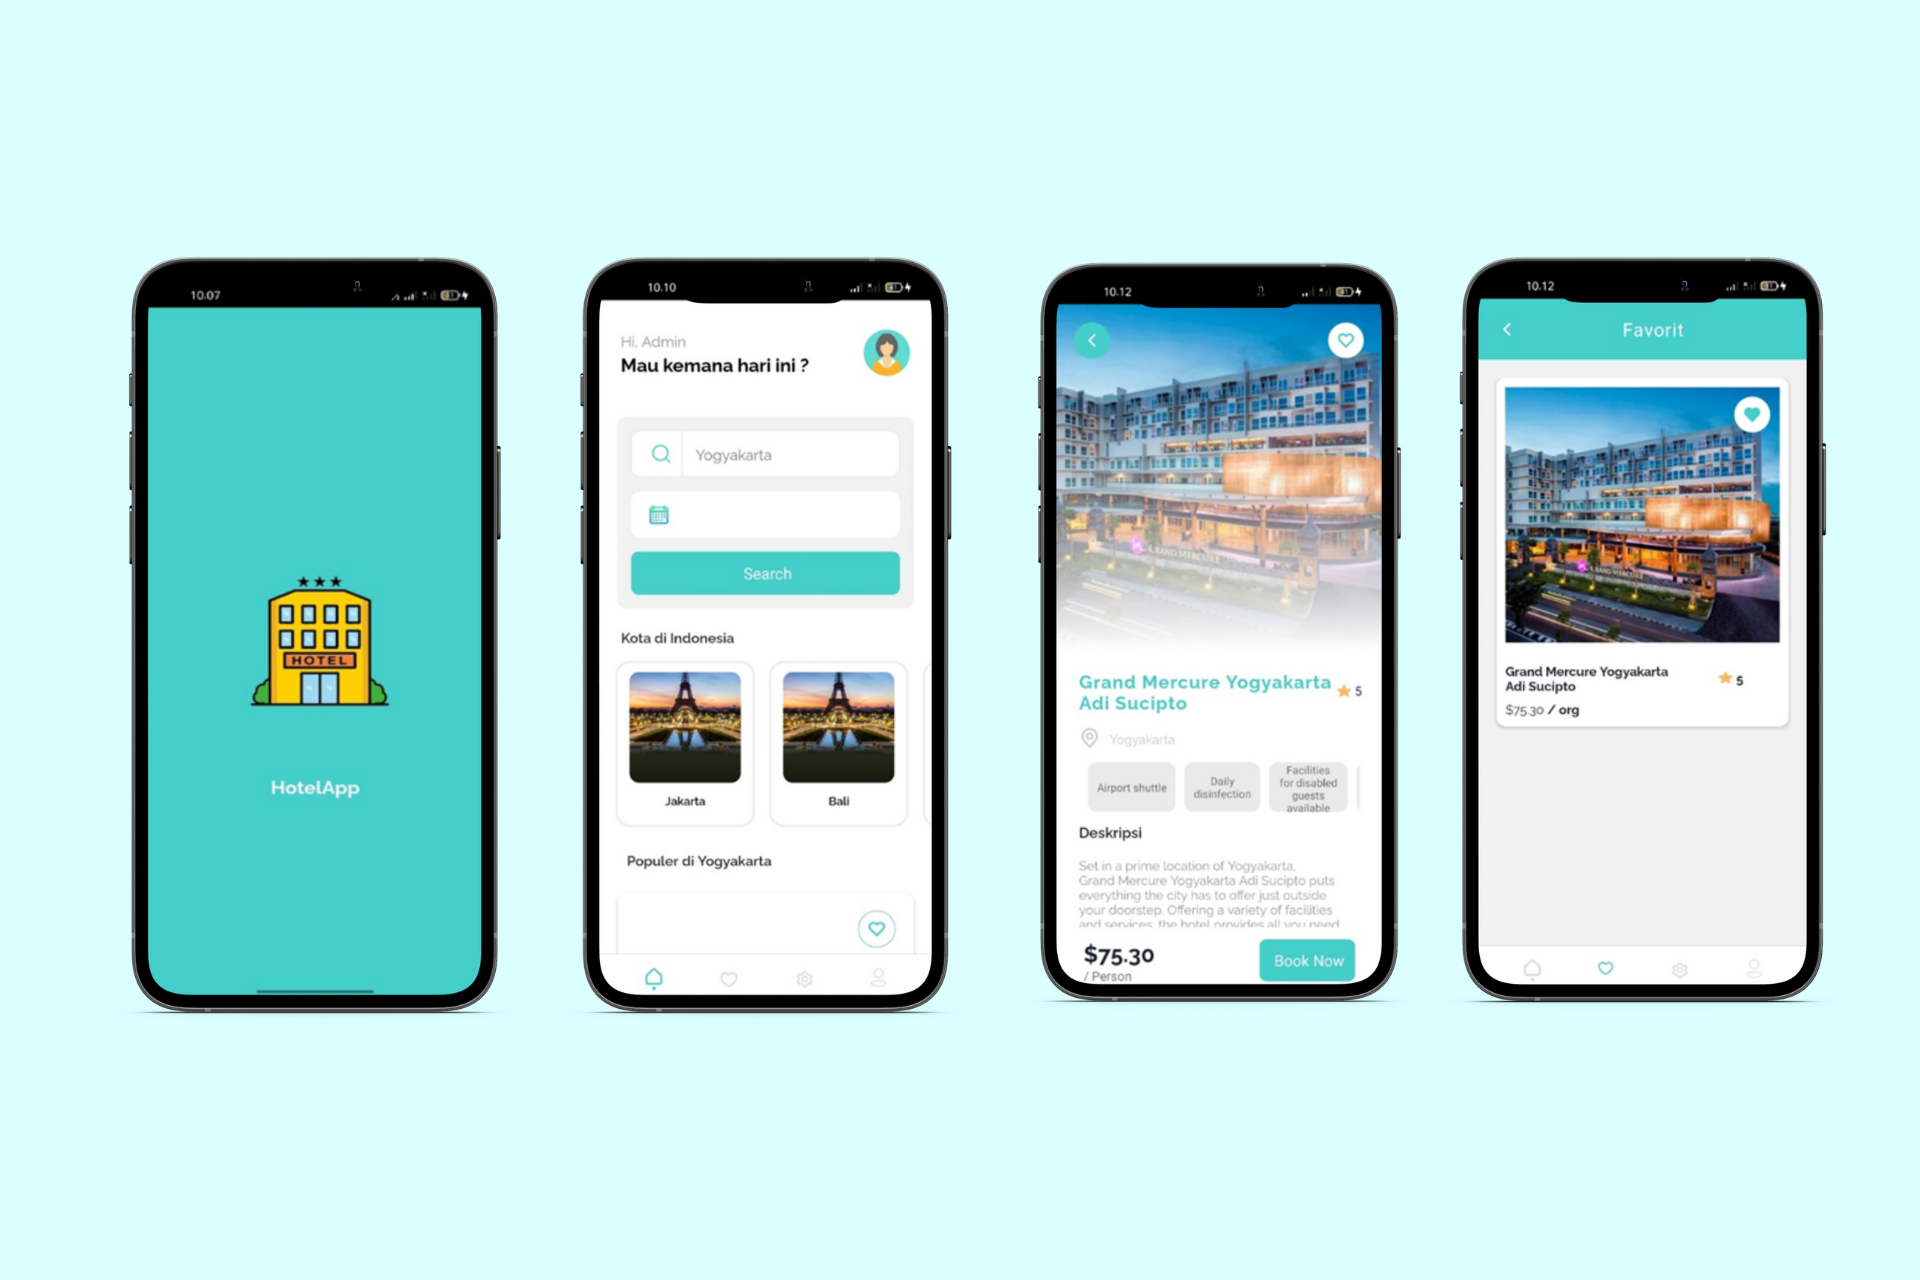 10.07
HOTEL
HotelApp
10.10
Hi, Admin
Mau kemana hari ini ?
Yogyakarta
Search
Kota di Indonesia
Jakarta
Bali
Populer di Yogyakarta
10.12
GRAND MERCURE
Grand Mercure Yogyakarta
Adi Sucipto
5
Yogyakarta
Airport shuttle
Daily
disinfection
Facilities
for disabled
guests
available
Deskripsi
Set in a prime location of Yogyakarta,
Grand Mercure Yogyakarta Adi Sucipto puts
everything the city has to offer just outside
your doorstep. Offering a variety of facilities
and services, the hotel provides all you need
$75.30
/ Person
Book Now
10.12
Favorit
GRAND MERCURE
Grand Mercure Yogyakarta
Adi Sucipto
5
$75.30 / org